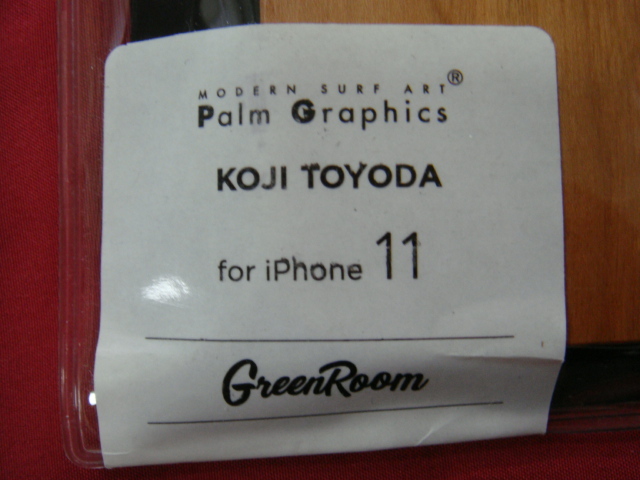 MODERN SURF ART®
Palm Graphics
KOJI TOYODA
for iPhone 11
GreenRoom